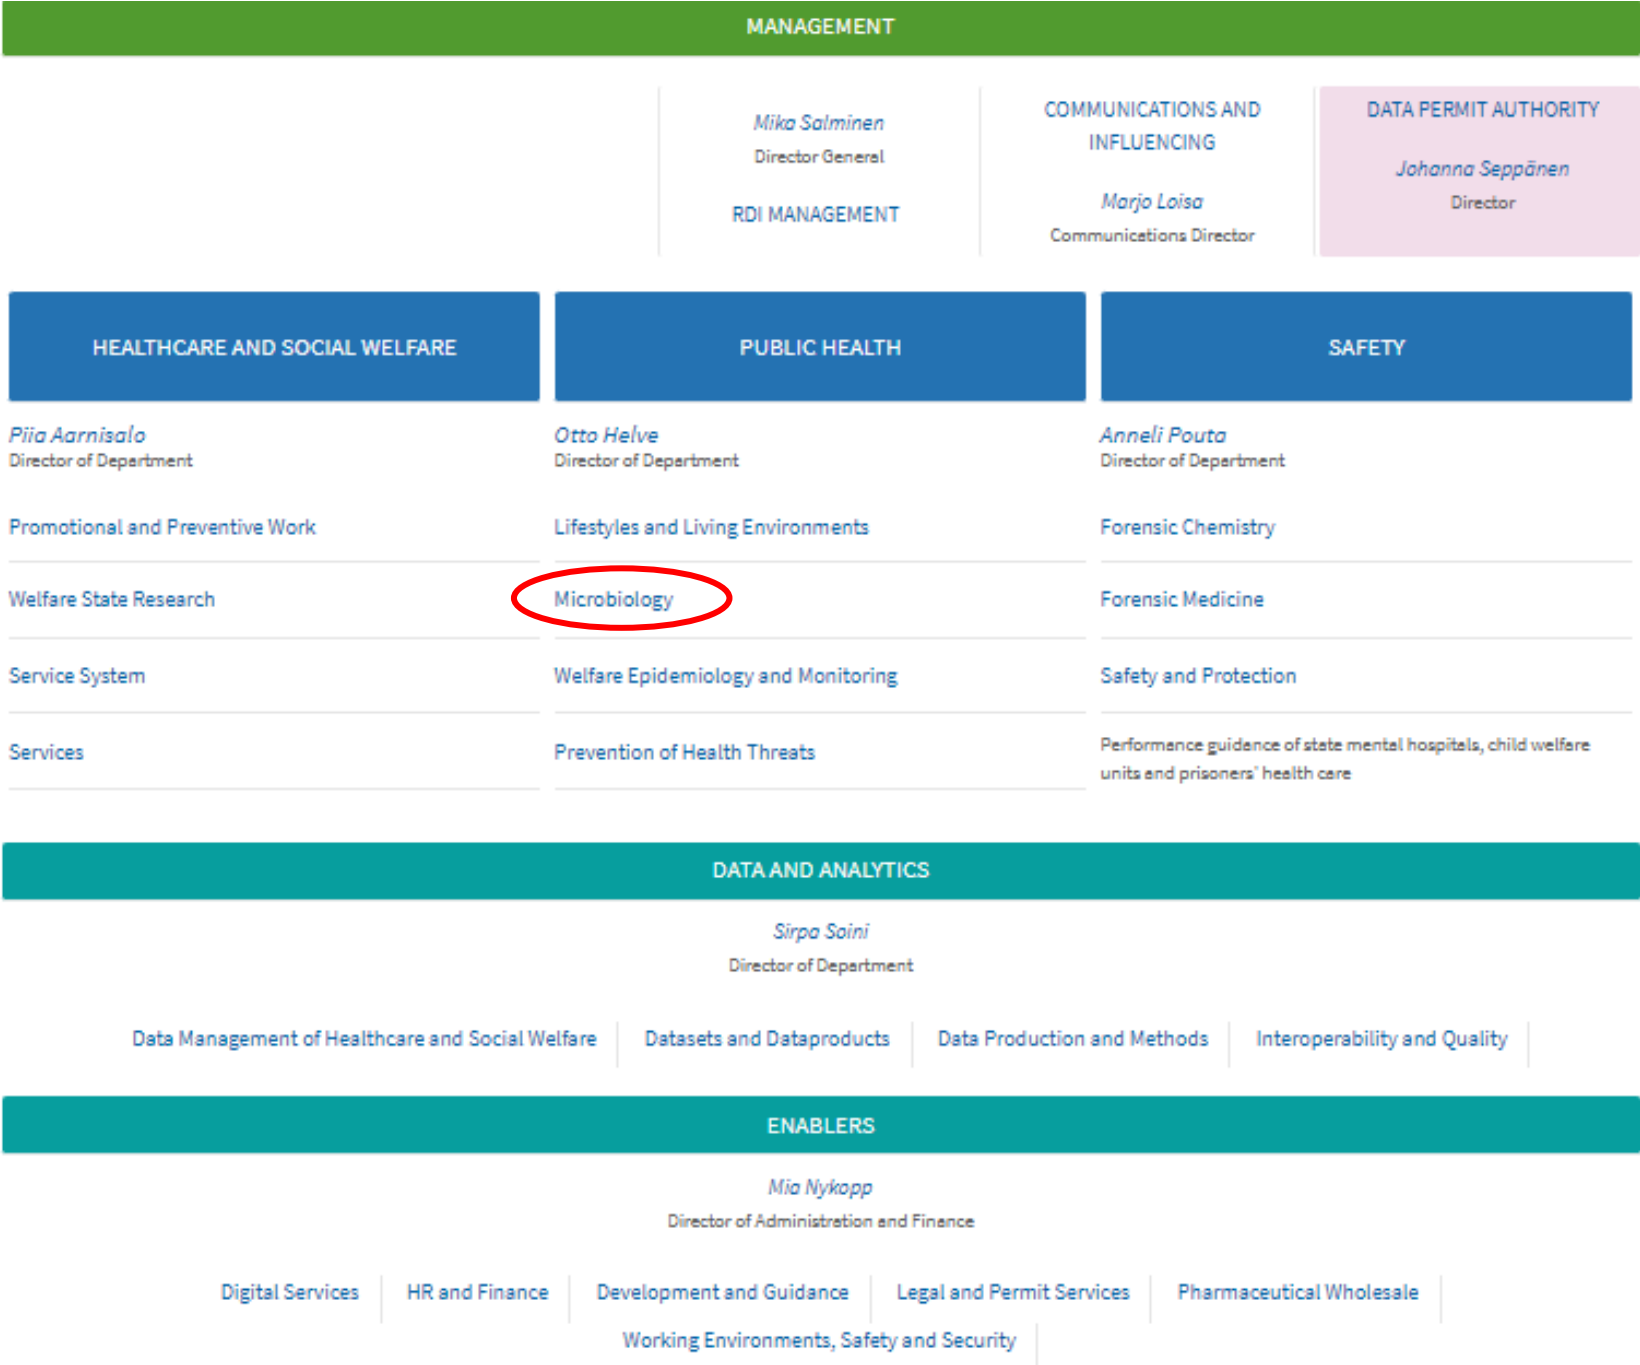 MANAGEMENT
Mika Salminen
Director General
RDI MANAGEMENT
COMMUNICATIONS AND
INFLUENCING
Marjo Loisa
Communications Director
DATA PERMIT AUTHORITY
Johanna Seppänen
Director
HEALTHCARE AND SOCIAL WELFARE
Piia Aarnisalo
Director of Department
Promotional and Preventive Work
Welfare State Research
Service System
Services
PUBLIC HEALTH
Otto Helve
Director of Department
Lifestyles and Living Environments
Microbiology
Welfare Epidemiology and Monitoring
Prevention of Health Threats
SAFETY
Anneli Pouta
Director of Department
Forensic Chemistry
Forensic Medicine
Safety and Protection
Performance guidance of state mental hospitals, child welfare
units and prisoners' health care
DATA AND ANALYTICS
Sirpa Soini
Director of Department
Data Management of Healthcare and Social Welfare
Datasets and Dataproducts
Data Production and Methods
Interoperability and Quality
ENABLERS
Mia Nykopp
Director of Administration and Finance
Digital Services
HR and Finance
Development and Guidance
Legal and Permit Services
Pharmaceutical Wholesale
Working Environments, Safety and Security